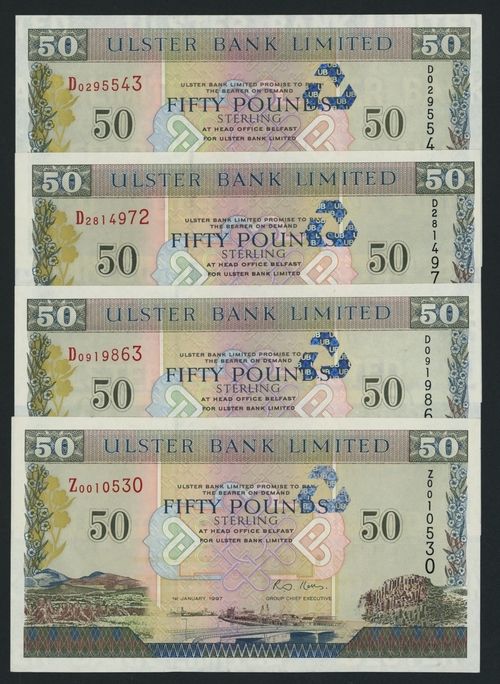 50 ULSTER BANK LIMITED 50
D0295543
ULSTER BANK LIMITED PROMISE TO
THE BEARER ON DEMAND
FIFTY POUNDS
STERLING
50 50
AT HEAD OFFICE BELFAST
FOR ULSTER BANK LIMITED
D029554
50 ULSTER BANK LIMITED 50
D2814972
ULSTER BANK LIMITED PROMISE TO
THE BEARER ON DEMAND
FIFTY POUNDS
STERLING
50 50
AT HEAD OFFICE BELFAST
FOR ULSTER BANK LIMITED
D281497
50 ULSTER BANK LIMITED 50
D0919863
ULSTER BANK LIMITED PROMISE TO
THE BEARER ON DEMAND
FIFTY POUNDS
STERLING
50 50
AT HEAD OFFICE BELFAST
FOR ULSTER BANK LIMITED
D091986
50 ULSTER BANK LIMITED 50
Z0010530
ULSTER BANK LIMITED PROMISE TO
THE BEARER ON DEMAND
FIFTY POUNDS
STERLING
50 50
AT HEAD OFFICE BELFAST
FOR ULSTER BANK LIMITED
Z0010530
1ST JANUARY, 1997 GROUP CHIEF EXECUTIVE